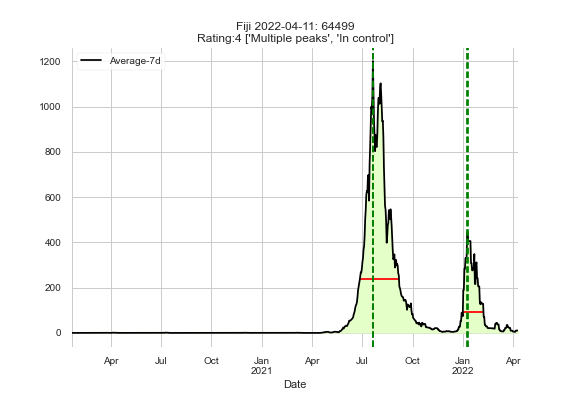 Fiji 2022-04-11: 64499
Rating:4 ['Multiple peaks', 'In control']
Average-7d
1200
1000
800
600
400
200
0
Apr Jul Oct Jan Apr Jul Oct Jan Apr
2021 2022
Date